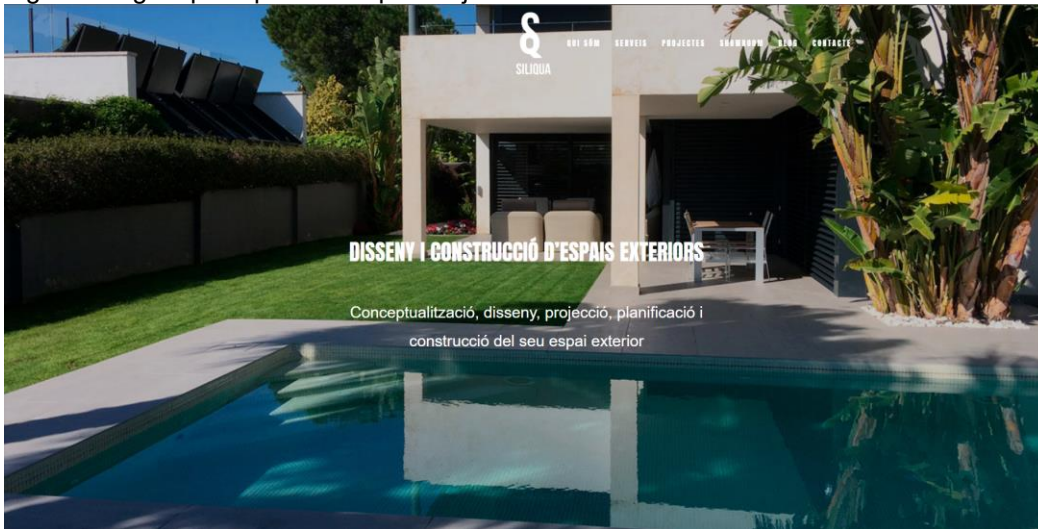 SILIQUA
QUI SÓM SERVEIS PROJECTES SHOWROOM BLOG CONTACTE
DISSENY I CONSTRUCCIÓ D'ESPAIS EXTERIORS
Conceptualització, disseny, projecció, planificació i
construcció del seu espai exterior